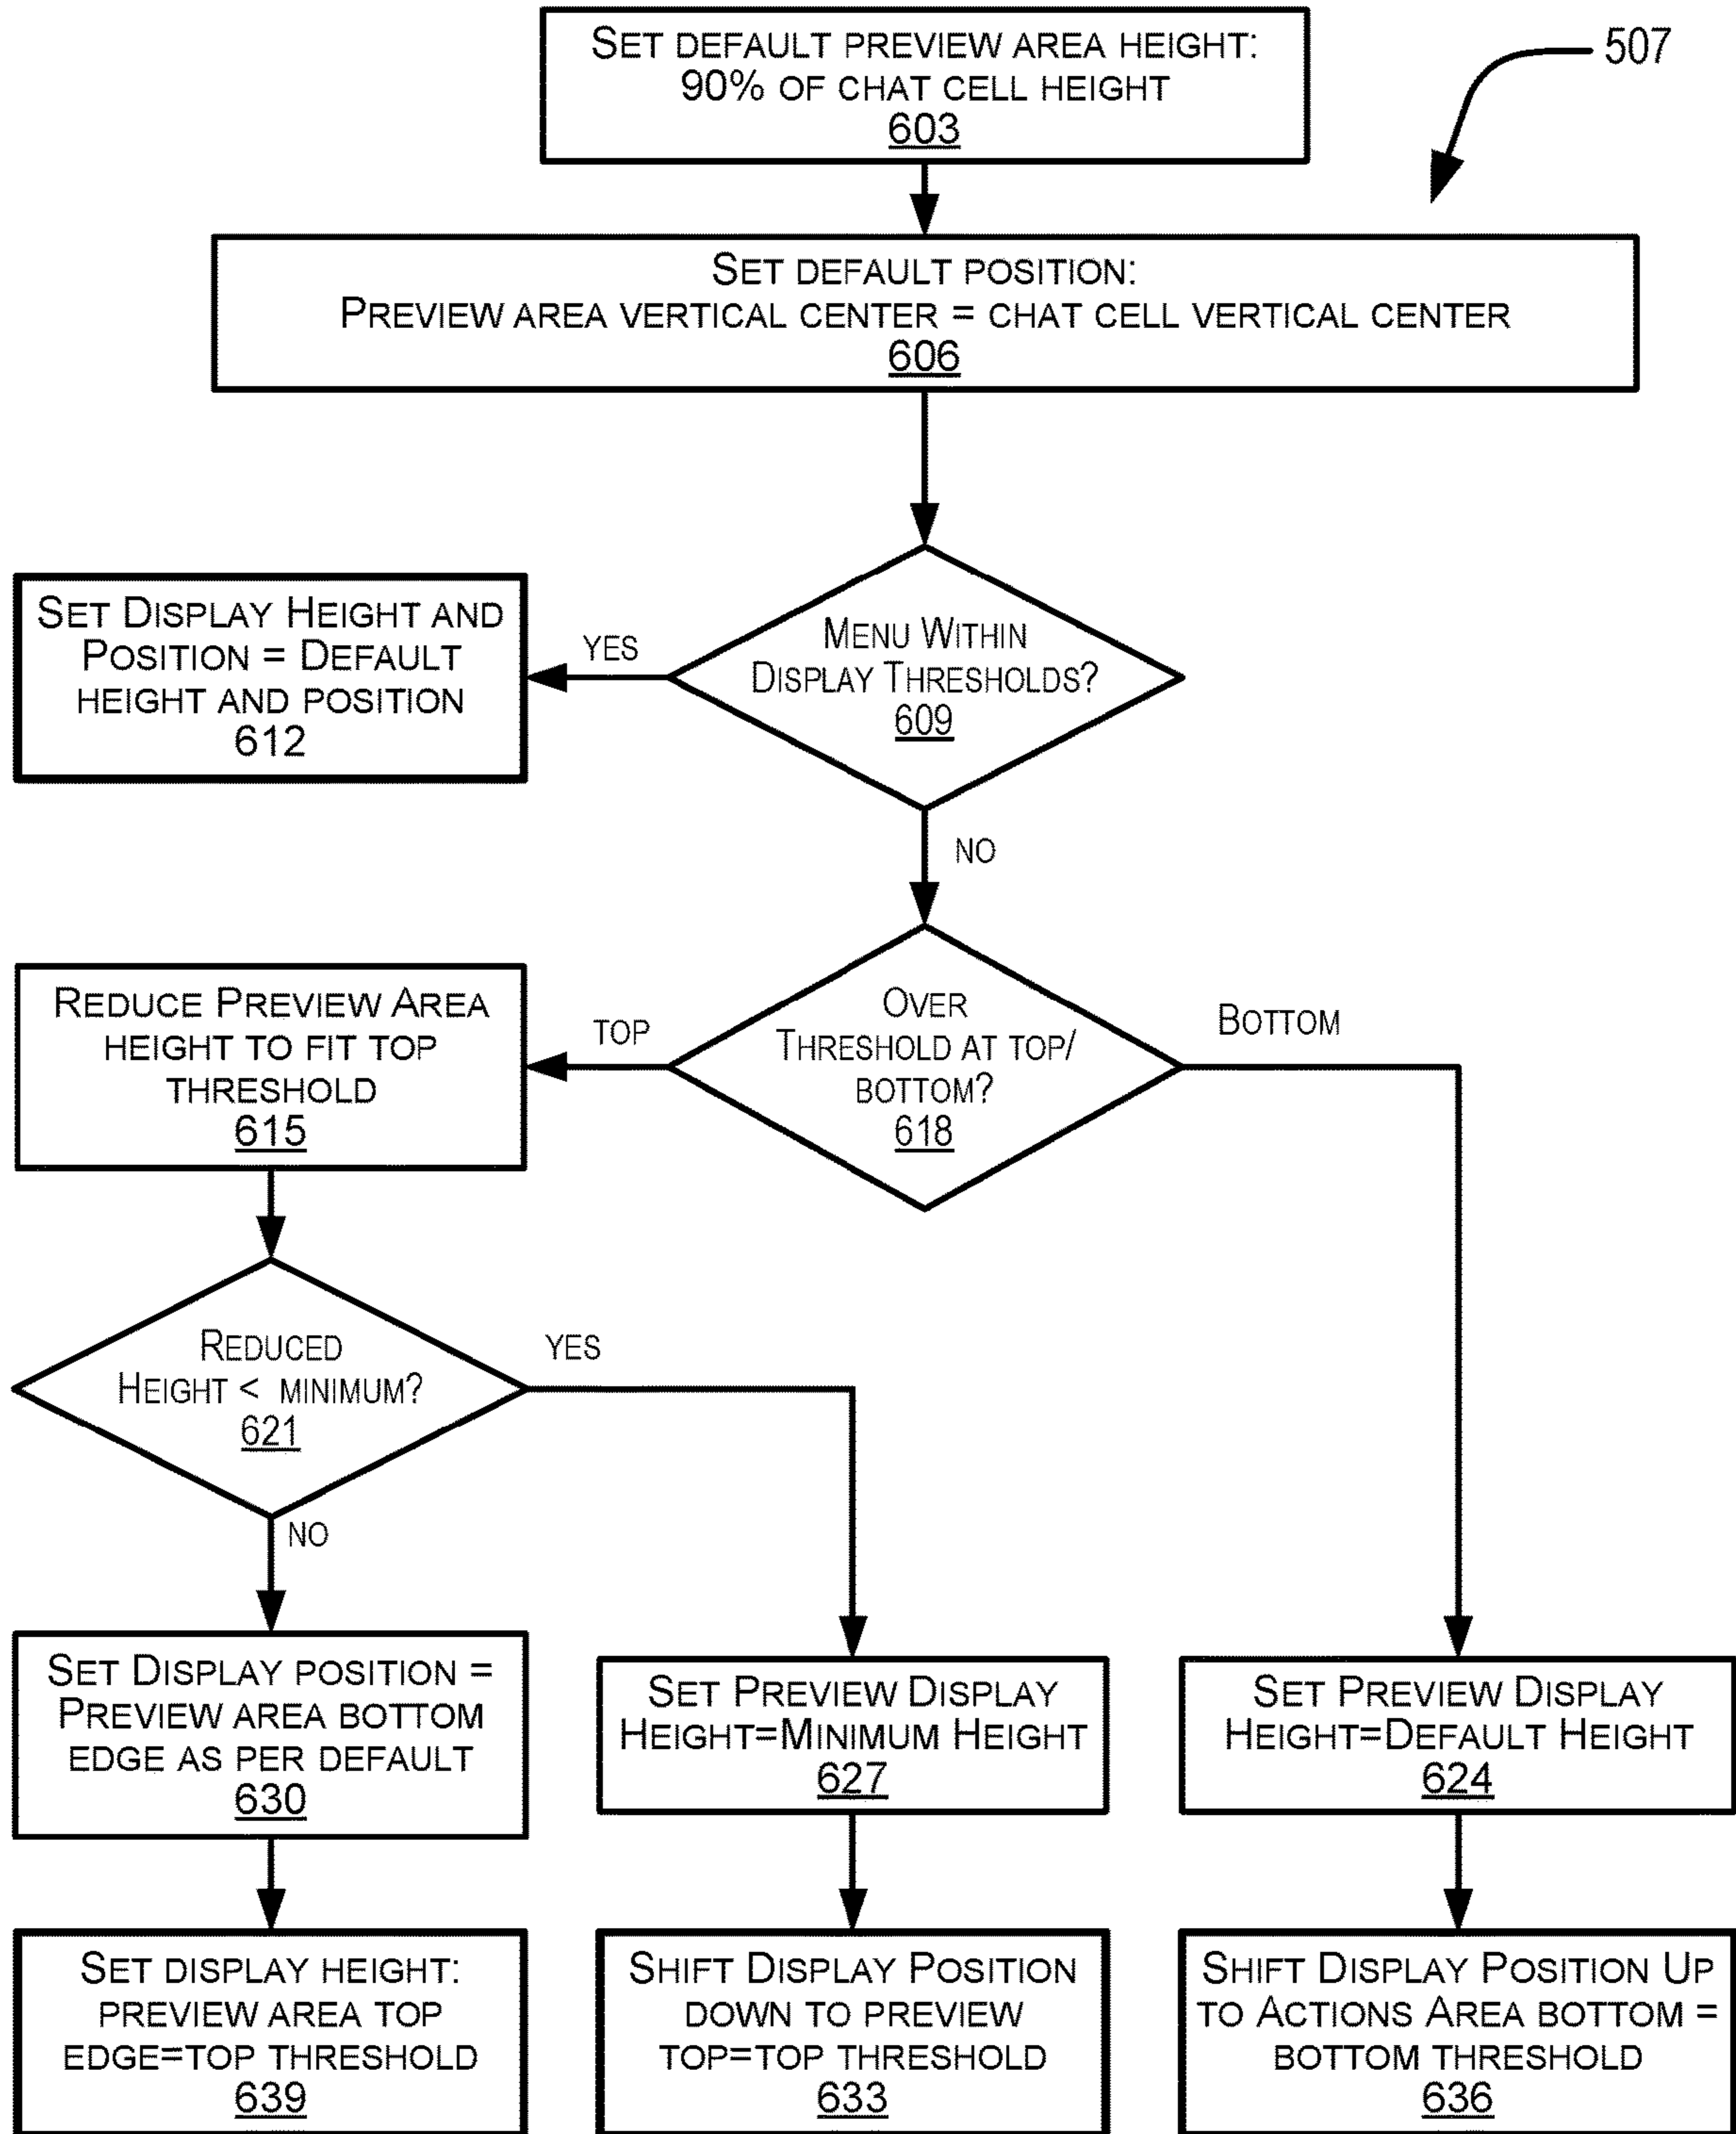 SET DEFAULT PREVIEW AREA HEIGHT:
90% OF CHAT CELL HEIGHT
603
507
SET DEFAULT POSITION:
PREVIEW AREA VERTICAL CENTER = CHAT CELL VERTICAL CENTER
606
SET DISPLAY HEIGHT AND
POSITION = DEFAULT
HEIGHT AND POSITION
612
YES
MENU WITHIN
DISPLAY THRESHOLDS?
609
NO
REDUCE PREVIEW AREA
HEIGHT TO FIT TOP
THRESHOLD
615
TOP
OVER
THRESHOLD AT TOP/
BOTTOM?
618
BOTTOM
REDUCED
HEIGHT < MINIMUM?
621
YES
NO
SET DISPLAY POSITION =
PREVIEW AREA BOTTOM
EDGE AS PER DEFAULT
630
SET PREVIEW DISPLAY
HEIGHT=MINIMUM HEIGHT
627
SET PREVIEW DISPLAY
HEIGHT=DEFAULT HEIGHT
624
SET DISPLAY HEIGHT:
PREVIEW AREA TOP
EDGE=TOP THRESHOLD
639
SHIFT DISPLAY POSITION
DOWN TO PREVIEW
TOP=TOP THRESHOLD
633
SHIFT DISPLAY POSITION UP
TO ACTIONS AREA BOTTOM =
BOTTOM THRESHOLD
636